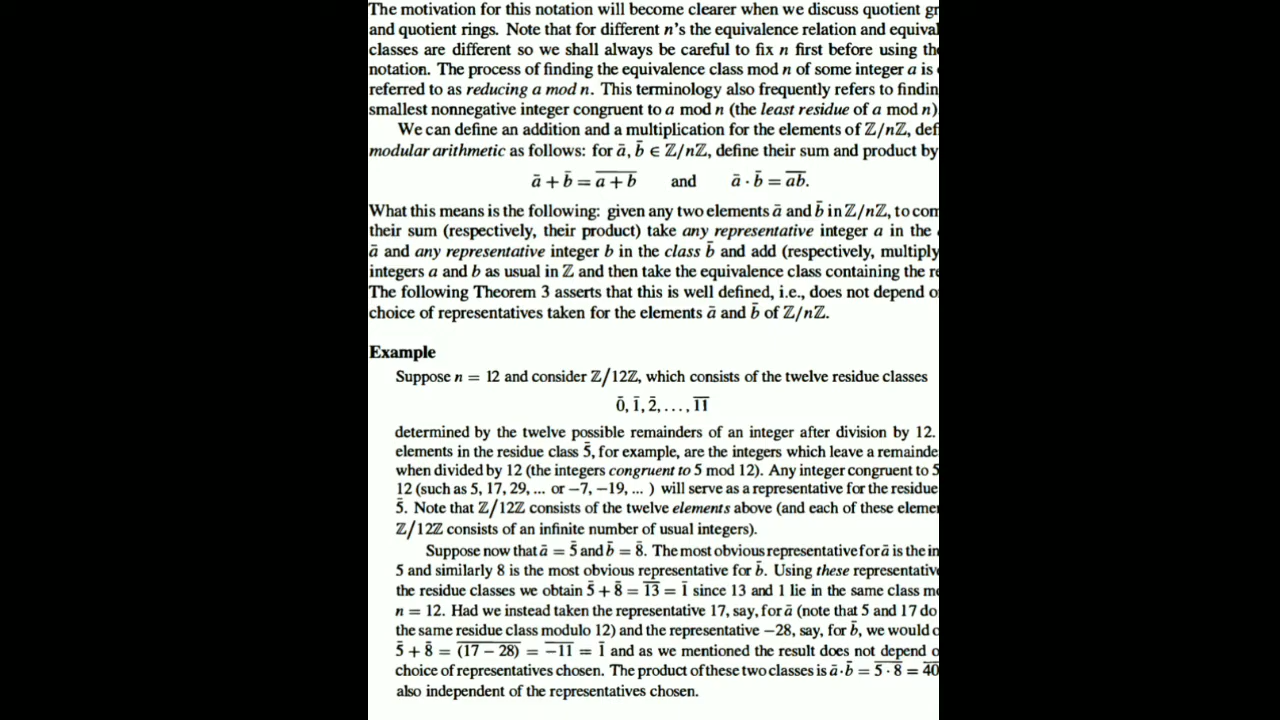 The motivation for this notation will become clearer when we discuss quotient gr
and quotient rings. Note that for different n's the equivalence relation and equival
classes are different so we shall always be careful to fix n first before using the
notation. The process of finding the equivalence class mod n of some integer a is
referred to as reducing a mod n. This terminology also frequently refers to findin
smallest nonnegative integer congruent to a mod n (the least residue of a mod n)
We can define an addition and a multiplication for the elements of ℤ/nℤ, defi
modular arithmetic as follows: for ā, b̄ ∈ ℤ/nℤ, define their sum and product by
ā + b̄ = \overline{a + b} and ā · b̄ = \overline{ab}.
What this means is the following: given any two elements ā and b̄ in ℤ/nℤ, to com
their sum (respectively, their product) take any representative integer a in the
ā and any representative integer b in the class b̄ and add (respectively, multiply
integers a and b as usual in ℤ and then take the equivalence class containing the re
The following Theorem 3 asserts that this is well defined, i.e., does not depend o
choice of representatives taken for the elements ā and b̄ of ℤ/nℤ.
Example
Suppose n = 12 and consider ℤ/12ℤ, which consists of the twelve residue classes
0̄, 1̄, 2̄, ..., \overline{11}
determined by the twelve possible remainders of an integer after division by 12.
elements in the residue class 5̄, for example, are the integers which leave a remainde
when divided by 12 (the integers congruent to 5 mod 12). Any integer congruent to 5
12 (such as 5, 17, 29, ... or −7, −19, ... ) will serve as a representative for the residue
5̄. Note that ℤ/12ℤ consists of the twelve elements above (and each of these elemen
ℤ/12ℤ consists of an infinite number of usual integers).
Suppose now that ā = 5̄ and b̄ = 8̄. The most obvious representative for ā is the in
5 and similarly 8 is the most obvious representative for b̄. Using these representativ
the residue classes we obtain 5̄ + 8̄ = \overline{13} = 1̄ since 13 and 1 lie in the same class mo
n = 12. Had we instead taken the representative 17, say, for ā (note that 5 and 17 do
the same residue class modulo 12) and the representative −28, say, for b̄, we would o
5̄ + 8̄ = \overline{(17 − 28)} = \overline{−11} = 1̄ and as we mentioned the result does not depend o
choice of representatives chosen. The product of these two classes is ā · b̄ = \overline{5 · 8} = \overline{40}
also independent of the representatives chosen.